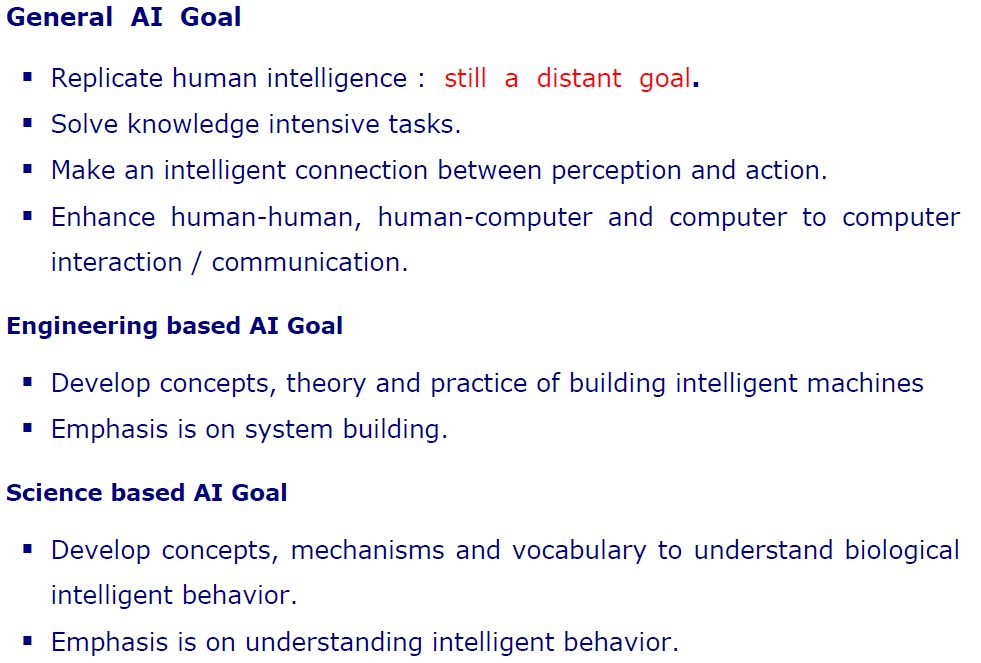 General AI Goal
▪ Replicate human intelligence : still a distant goal.
▪ Solve knowledge intensive tasks.
▪ Make an intelligent connection between perception and action.
▪ Enhance human-human, human-computer and computer to computer
interaction / communication.
Engineering based AI Goal
▪ Develop concepts, theory and practice of building intelligent machines
▪ Emphasis is on system building.
Science based AI Goal
▪ Develop concepts, mechanisms and vocabulary to understand biological
intelligent behavior.
▪ Emphasis is on understanding intelligent behavior.